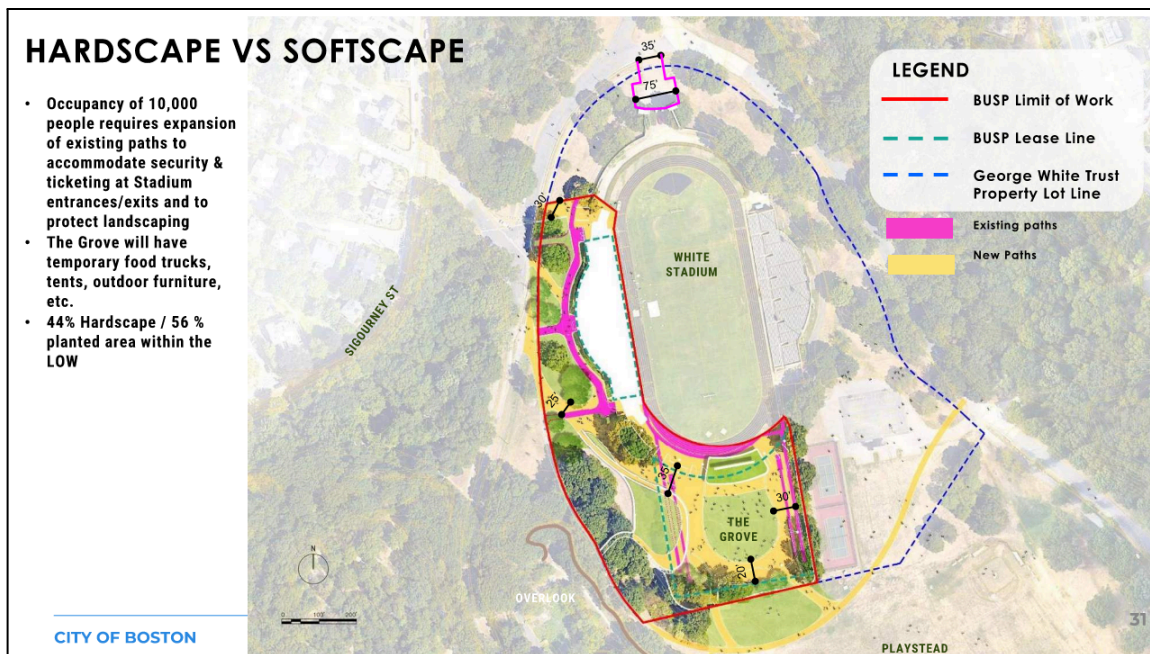 HARDSCAPE VS SOFTSCAPE
• Occupancy of 10,000
people requires expansion
of existing paths to
accommodate security &
ticketing at Stadium
entrances/exits and to
protect landscaping
• The Grove will have
temporary food trucks,
tents, outdoor furniture,
etc.
• 44% Hardscape / 56 %
planted area within the
LOW
35'
75'
LEGEND
BUSP Limit of Work
BUSP Lease Line
George White Trust
Property Lot Line
Existing paths
New Paths
30'
WHITE
STADIUM
SIGOURNEY ST
25'
35'
30'
THE
GROVE
20'
N
OVERLOOK
0 100' 200'
CITY OF BOSTON
31
PLAYSTEAD